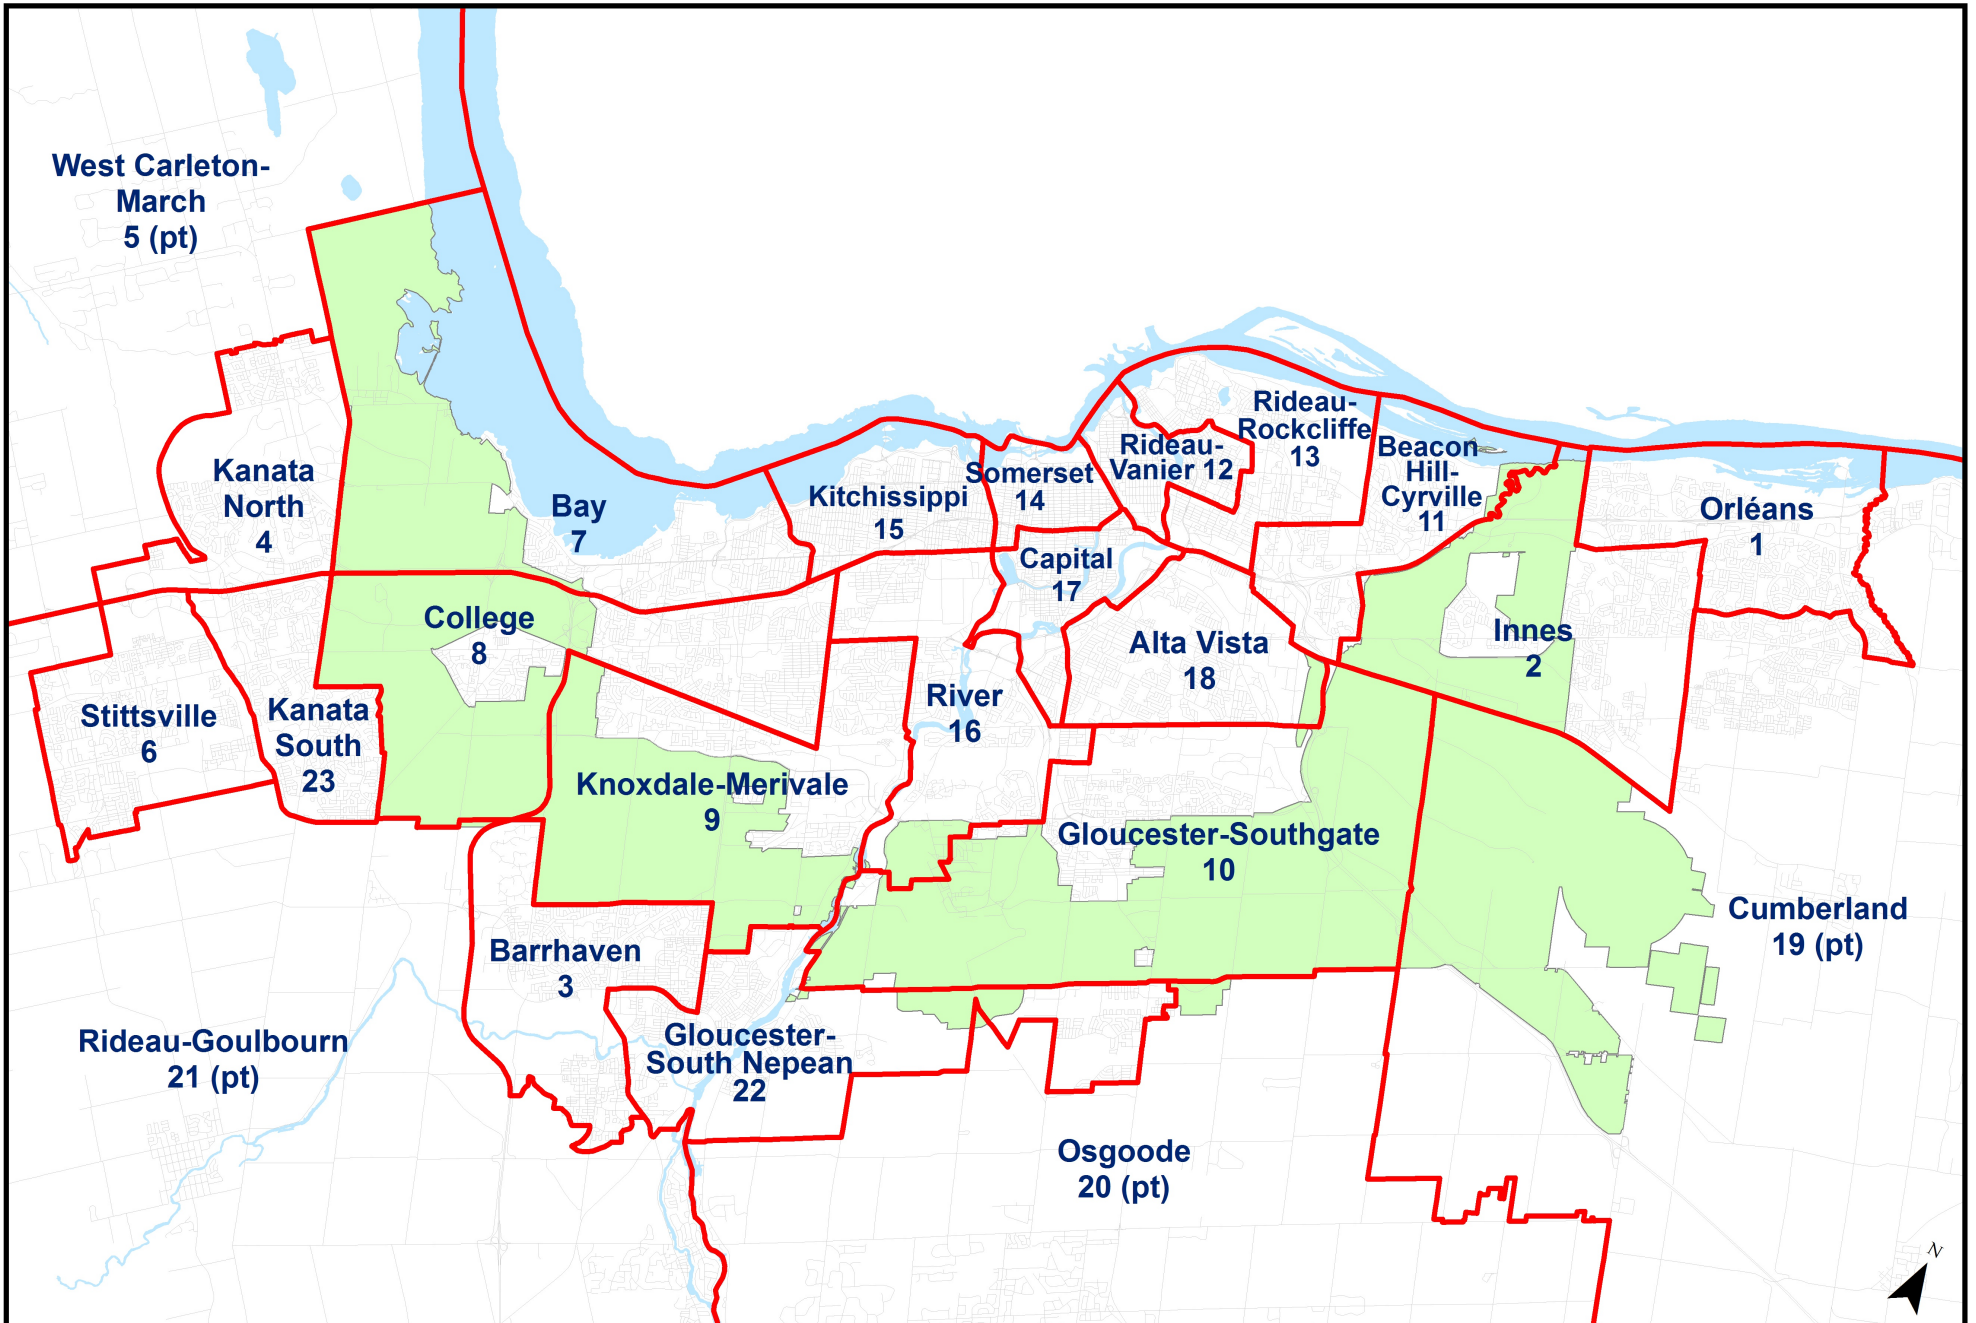 West Carleton-
March
5 (pt)
Kanata
North
4
Bay
7
Kitchissippi
15
Somerset
14
Rideau-
Vanier 12
Rideau-
Rockcliffe
13
Beacon
Hill-
Cyrville
11
Orléans
1
Capital
17
College
8
Alta Vista
18
Innes
2
Stittsville
6
Kanata
South
23
River
16
Knoxdale-Merivale
9
Gloucester-Southgate
10
Cumberland
19 (pt)
Barrhaven
3
Rideau-Goulbourn
21 (pt)
Gloucester-
South Nepean
22
Osgoode
20 (pt)
N